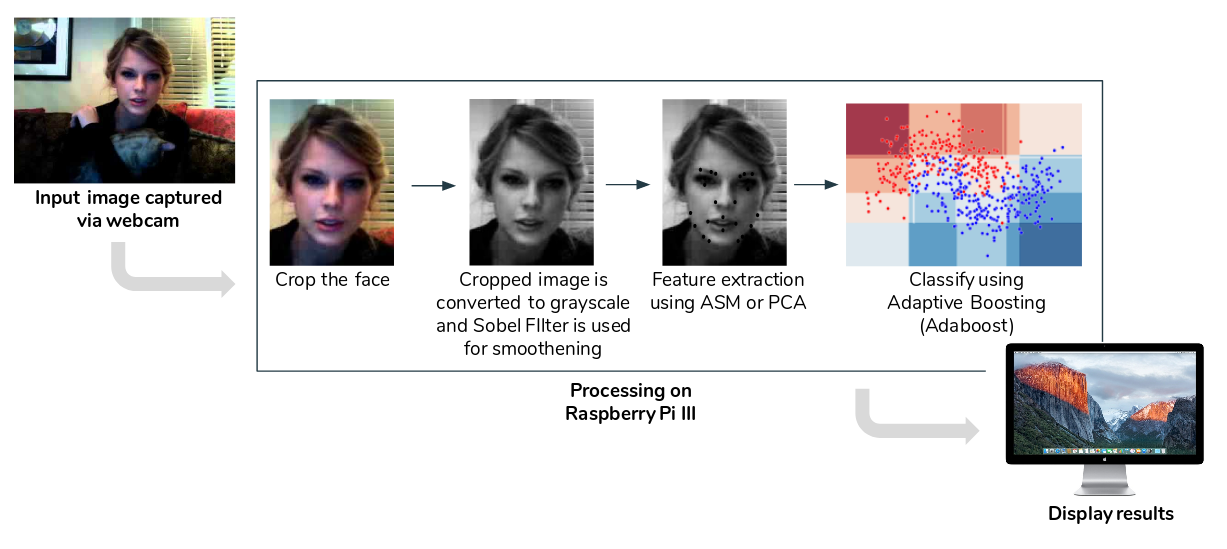 Input image captured
via webcam
Crop the face
Cropped image is
converted to grayscale
and Sobel FIlter is used
for smoothening
Feature extraction
using ASM or PCA
Classify using
Adaptive Boosting
(Adaboost)
Processing on
Raspberry Pi III
Display results